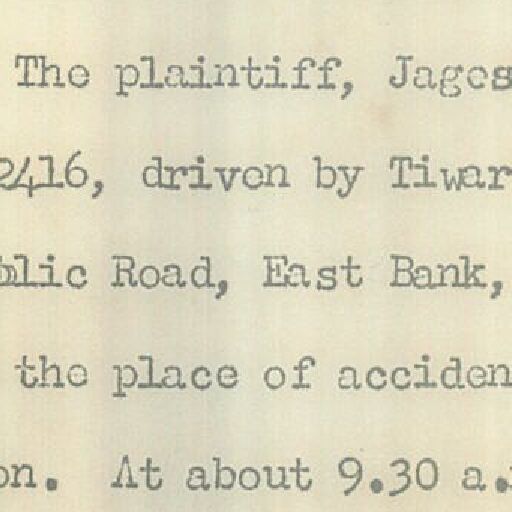 The plaintiff, Jages
2416, driven by Tiwar
blic Road, East Bank,
the place of acciden
on. At about 9.30 a.